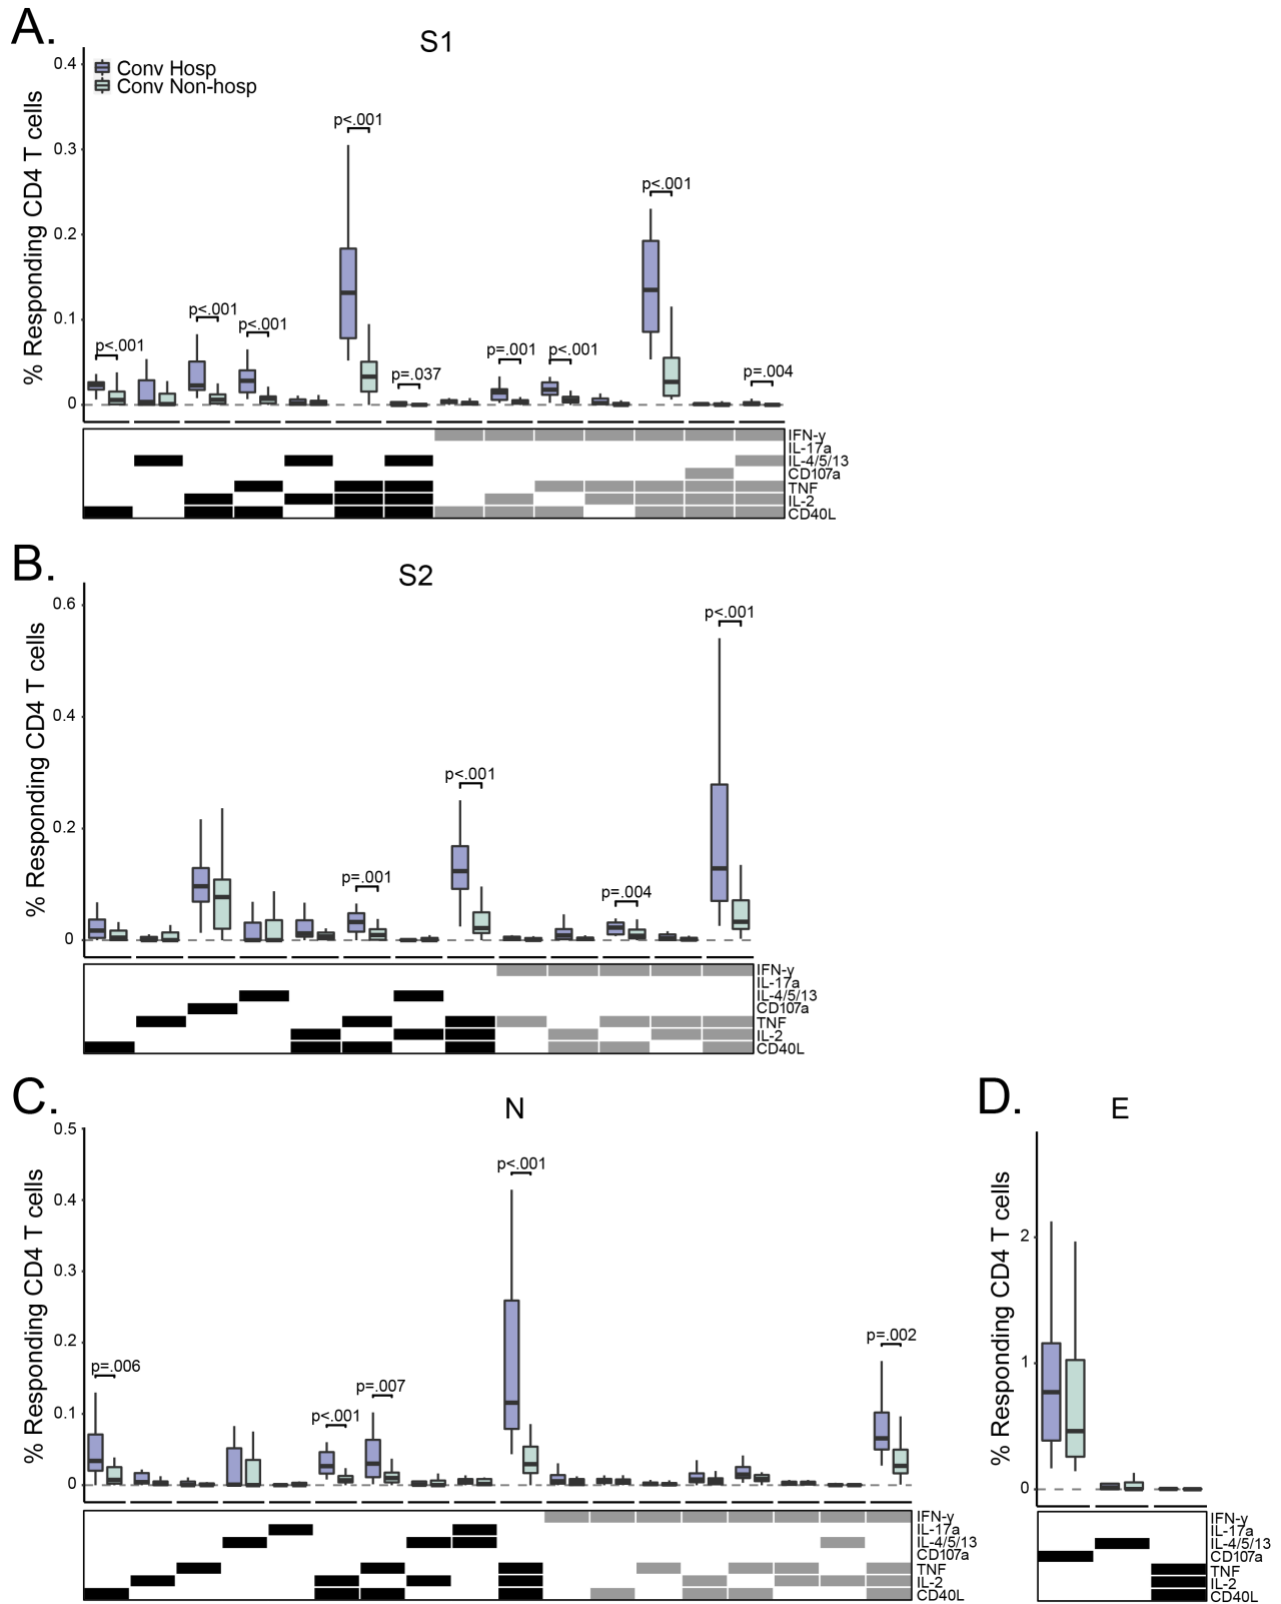 A.
S1
Conv Hosp
Conv Non-hosp
% Responding CD4 T cells
0.4
0.3
0.2
0.1
0
p<.001
p<.001
p<.001
p<.001
p=.037
p=.001
p<.001
p<.001
p=.004
IFN-y
IL-17a
IL-4/5/13
CD107a
TNF
IL-2
CD40L
B.
S2
% Responding CD4 T cells
0.6
0.4
0.2
0
p=.001
p<.001
p=.004
p<.001
IFN-y
IL-17a
IL-4/5/13
CD107a
TNF
IL-2
CD40L
C.
N
% Responding CD4 T cells
0.5
0.4
0.3
0.2
0.1
0
p=.006
p<.001
p=.007
p<.001
p=.002
IFN-y
IL-17a
IL-4/5/13
CD107a
TNF
IL-2
CD40L
D.
E
% Responding CD4 T cells
2
1
0
IFN-y
IL-17a
IL-4/5/13
CD107a
TNF
IL-2
CD40L